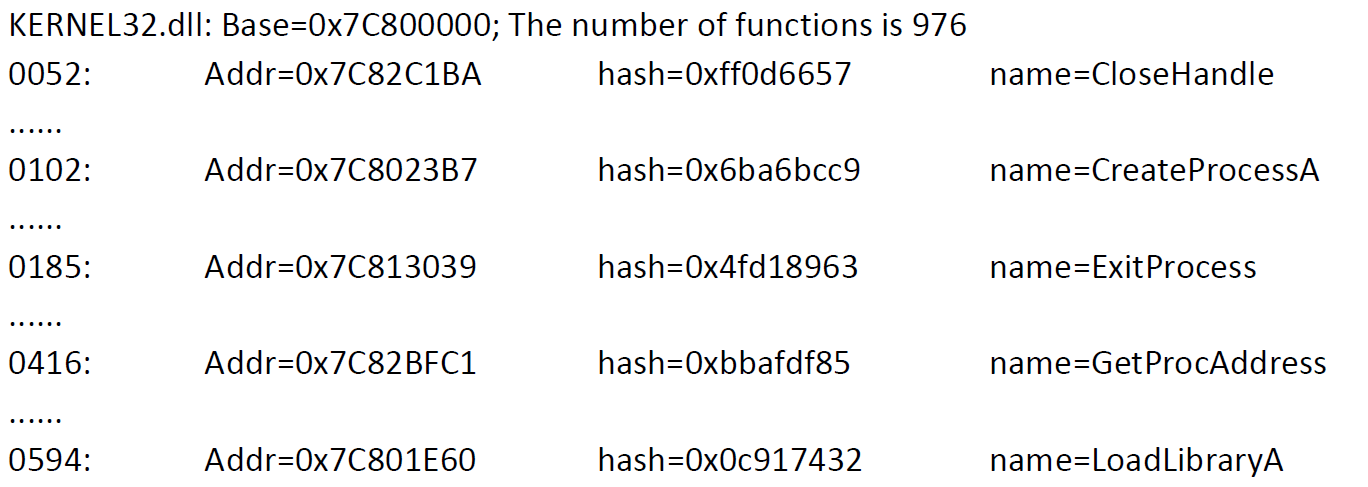 KERNEL32.dll: Base=0x7C800000; The number of functions is 976
0052: Addr=0x7C82C1BA hash=0xff0d6657 name=CloseHandle
......
0102: Addr=0x7C8023B7 hash=0x6ba6bcc9 name=CreateProcessA
......
0185: Addr=0x7C813039 hash=0x4fd18963 name=ExitProcess
......
0416: Addr=0x7C82BFC1 hash=0xbbafdf85 name=GetProcAddress
......
0594: Addr=0x7C801E60 hash=0x0c917432 name=LoadLibraryA